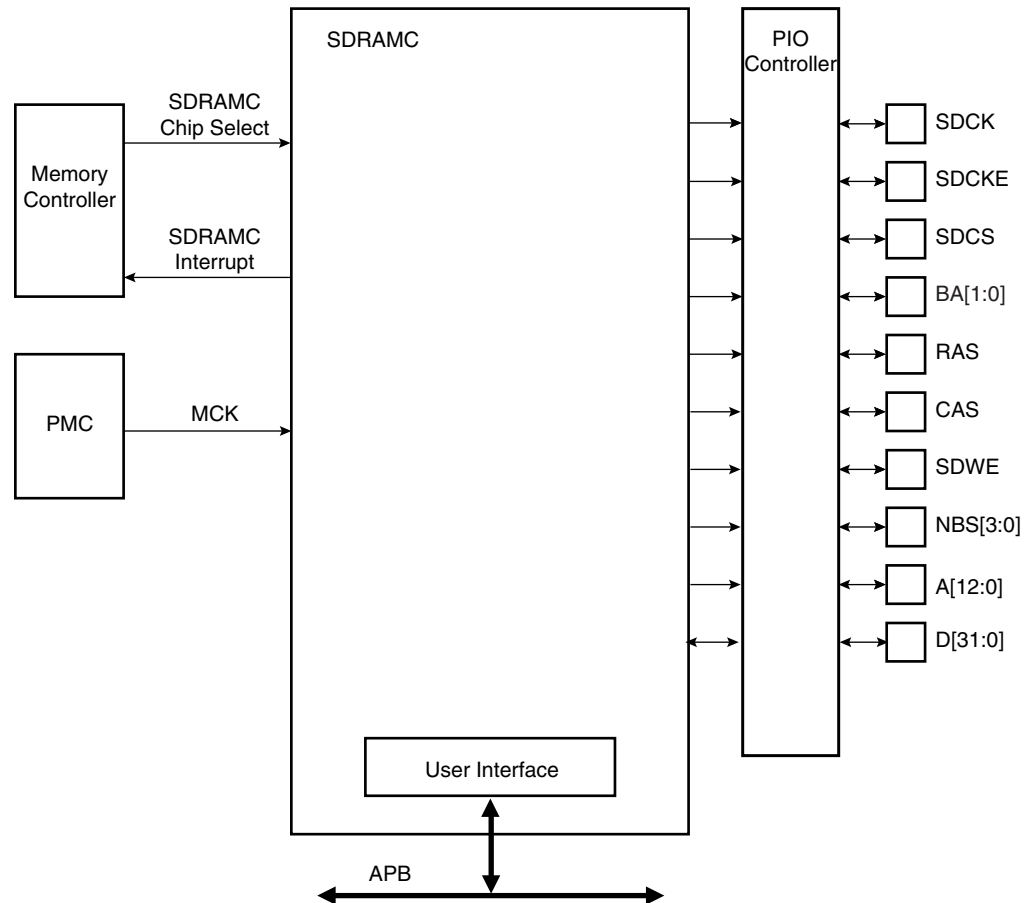 SDRAMC
PIO
Controller
SDRAMC
Chip Select
Memory
Controller
SDRAMC
Interrupt
PMC
MCK
SDCK
SDCKE
SDCS
BA[1:0]
RAS
CAS
SDWE
NBS[3:0]
A[12:0]
D[31:0]
User Interface
APB